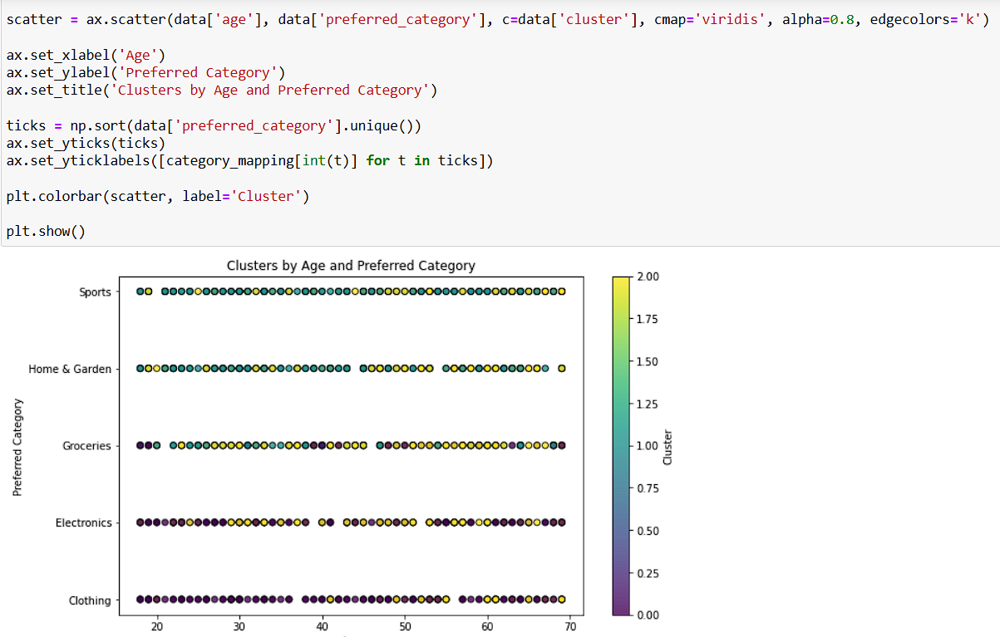 scatter = ax.scatter(data['age'], data['preferred_category'], c=data['cluster'], cmap='viridis', alpha=0.8, edgecolors='k')
ax.set_xlabel('Age')
ax.set_ylabel('Preferred Category')
ax.set_title('Clusters by Age and Preferred Category')
ticks = np.sort(data['preferred_category'].unique())
ax.set_yticks(ticks)
ax.set_yticklabels([category_mapping[int(t)] for t in ticks])
plt.colorbar(scatter, label='Cluster')
plt.show()
Clusters by Age and Preferred Category
Sports
Home & Garden
Groceries
Electronics
Clothing
Preferred Category
20 30 40 50 60 70
2.00
1.75
1.50
1.25
1.00
0.75
0.50
0.25
0.00
Cluster